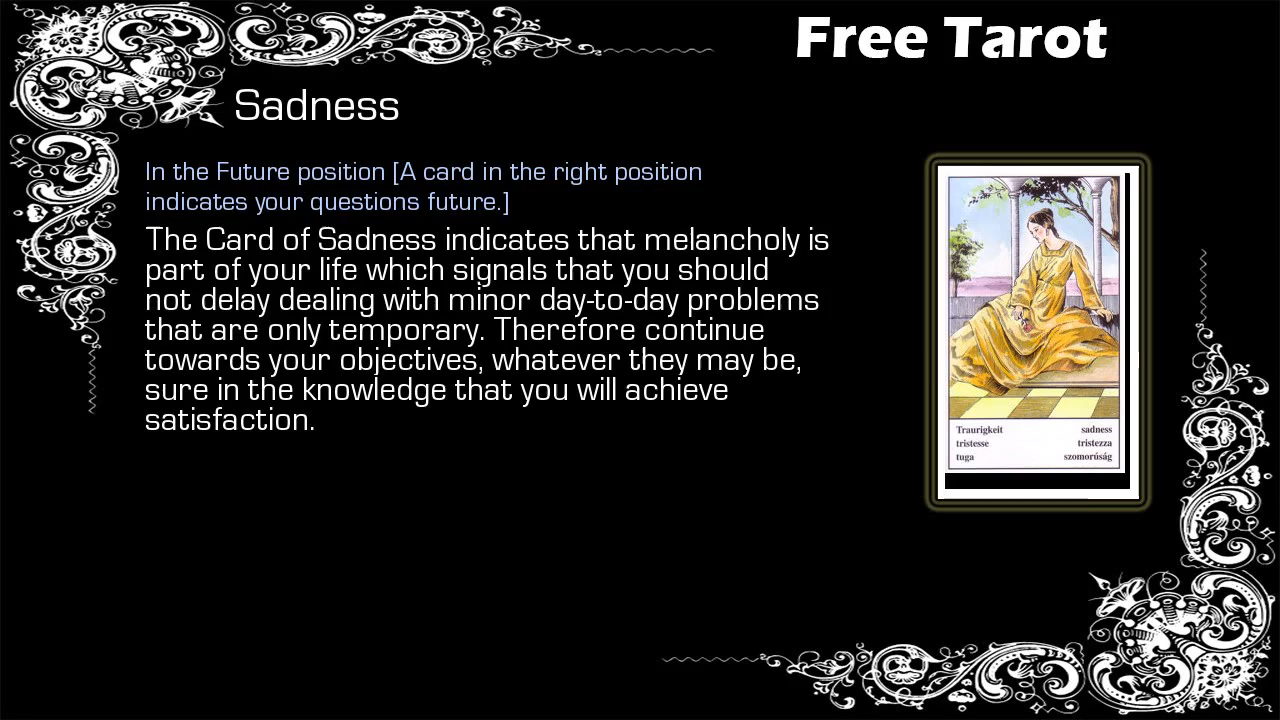 Free Tarot
Sadness
In the Future position [A card in the right position
indicates your questions future.]
The Card of Sadness indicates that melancholy is
part of your life which signals that you should
not delay dealing with minor day-to-day problems
that are only temporary. Therefore continue
towards your objectives, whatever they may be,
sure in the knowledge that you will achieve
satisfaction.
Traurigkeit sadness
tristesse tristezza
tuga szomorúság